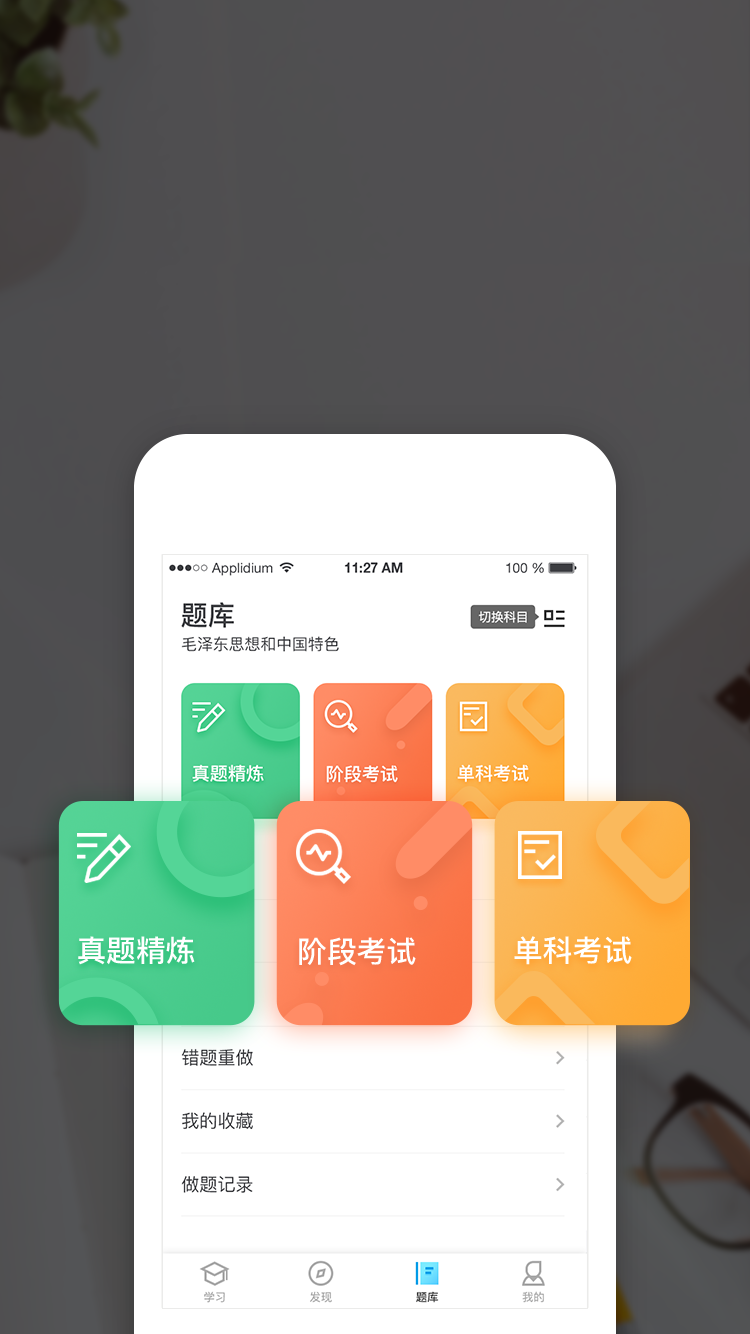 Applidium 11:27 AM 100 %
题库
切换科目
毛泽东思想和中国特色
真题精炼 阶段考试 单科考试
真题精炼 阶段考试 单科考试
错题重做
我的收藏
做题记录
学习 发现 题库 我的